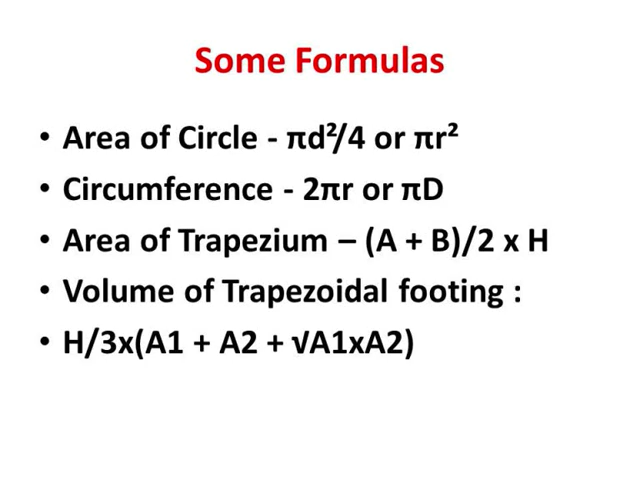 Some Formulas
• Area of Circle - πd²/4 or πr²
• Circumference - 2πr or πD
• Area of Trapezium – (A + B)/2 x H
• Volume of Trapezoidal footing :
• H/3x(A1 + A2 + √A1xA2)